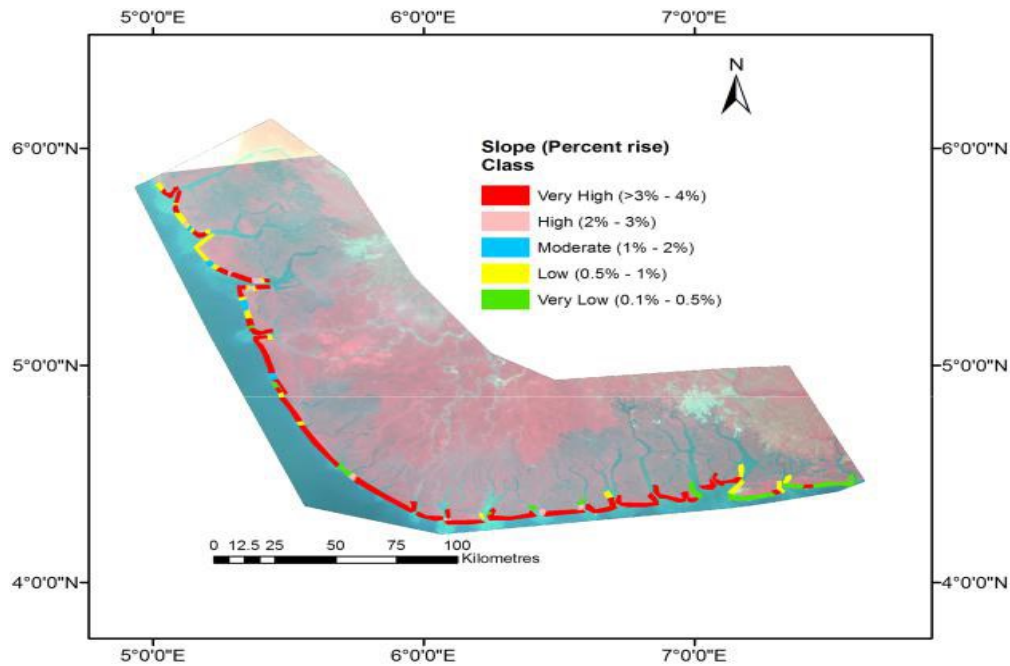 5°0'0"E 6°0'0"E 7°0'0"E
N
6°0'0"N 6°0'0"N
Slope (Percent rise)
Class
Very High (>3% - 4%)
High (2% - 3%)
Moderate (1% - 2%)
Low (0.5% - 1%)
Very Low (0.1% - 0.5%)
5°0'0"N 5°0'0"N
0 12.5 25 50 75 100
Kilometres
4°0'0"N 4°0'0"N
5°0'0"E 6°0'0"E 7°0'0"E